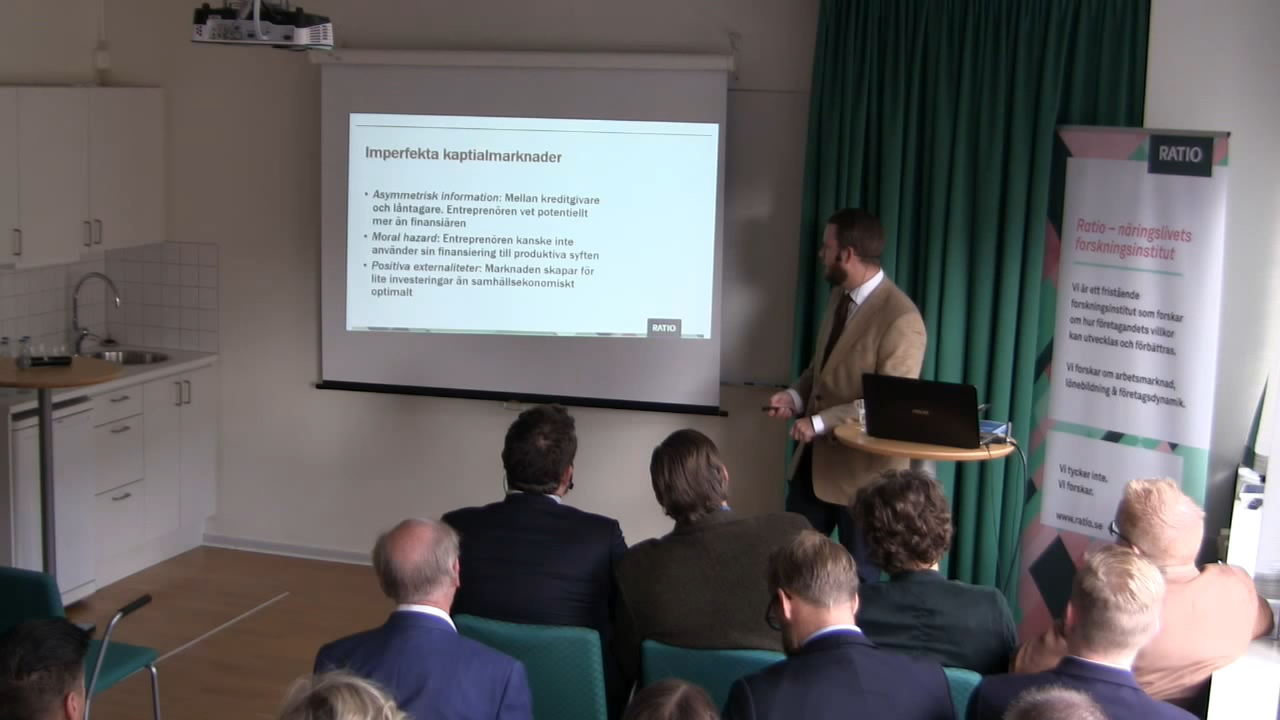 Imperfekta kaptialmarknader
• Asymmetrisk information: Mellan kreditgivare
och låntagare. Entreprenören vet potentiellt
mer än finansiären
• Moral hazard: Entreprenören kanske inte
använder sin finansiering till produktiva syften
• Positiva externaliteter: Marknaden skapar för
lite investeringar än samhällsekonomiskt
optimalt
RATIO
RATIO
Ratio – näringslivets
forskningsinstitut
Vi är ett fristående
forskningsinstitut som forskar
om hur företagandets villkor
kan utvecklas och förbättras.
Vi forskar om arbetsmarknad,
lönebildning & företagsdynamik.
Vi tycker inte,
Vi forskar.
www.ratio.se